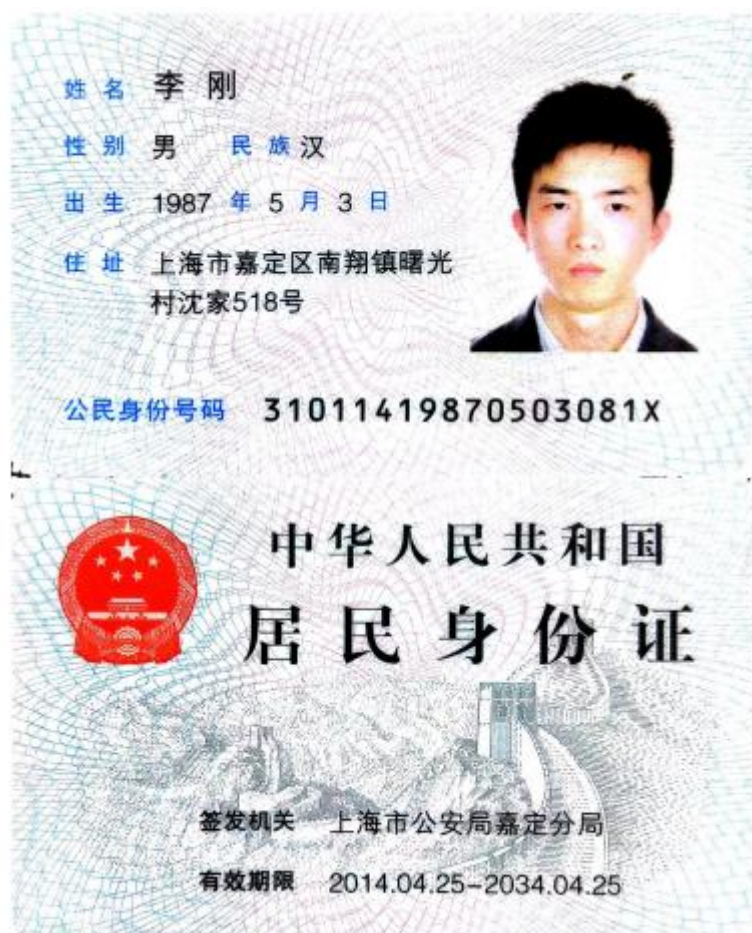 姓名 李刚
性别 男 民族 汉
出生 1987 年 5 月 3 日
住址 上海市嘉定区南翔镇曙光
村沈家518号
公民身份号码 31011419870503081X
中华人民共和国
居民身份证
签发机关 上海市公安局嘉定分局
有效期限 2014.04.25-2034.04.25